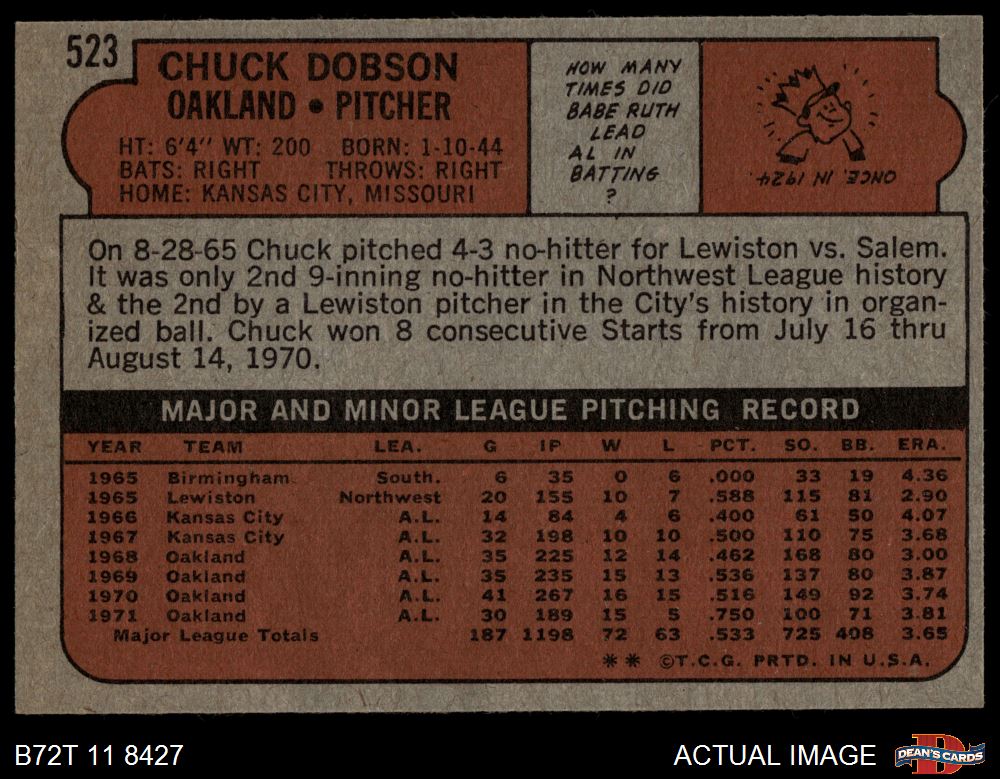 523
CHUCK DOBSON
OAKLAND • PITCHER
HT: 6'4" WT: 200 BORN: 1-10-44
BATS: RIGHT THROWS: RIGHT
HOME: KANSAS CITY, MISSOURI
HOW MANY
TIMES DID
BABE RUTH
LEAD
AL IN
BATTING
?
ONCE, IN 1924.
On 8-28-65 Chuck pitched 4-3 no-hitter for Lewiston vs. Salem.
It was only 2nd 9-inning no-hitter in Northwest League history
& the 2nd by a Lewiston pitcher in the City's history in organ-
ized ball. Chuck won 8 consecutive Starts from July 16 thru
August 14, 1970.
MAJOR AND MINOR LEAGUE PITCHING RECORD
YEAR TEAM LEA. G IP W L PCT. SO. BB. ERA.
1965 Birmingham South. 6 35 0 6 .000 33 19 4.36
1965 Lewiston Northwest 20 155 10 7 .588 115 81 2.90
1966 Kansas City A.L. 14 84 4 6 .400 61 50 4.07
1967 Kansas City A.L. 32 198 10 10 .500 110 75 3.68
1968 Oakland A.L. 35 225 12 14 .462 168 80 3.00
1969 Oakland A.L. 35 235 15 13 .536 137 80 3.87
1970 Oakland A.L. 41 267 16 15 .516 149 92 3.74
1971 Oakland A.L. 30 189 15 5 .750 100 71 3.81
Major League Totals 187 1198 72 63 .533 725 408 3.65
** ©T.C.G. PRTD. IN U.S.A.
B72T 11 8427
ACTUAL IMAGE
D
DEAN'S CARDS